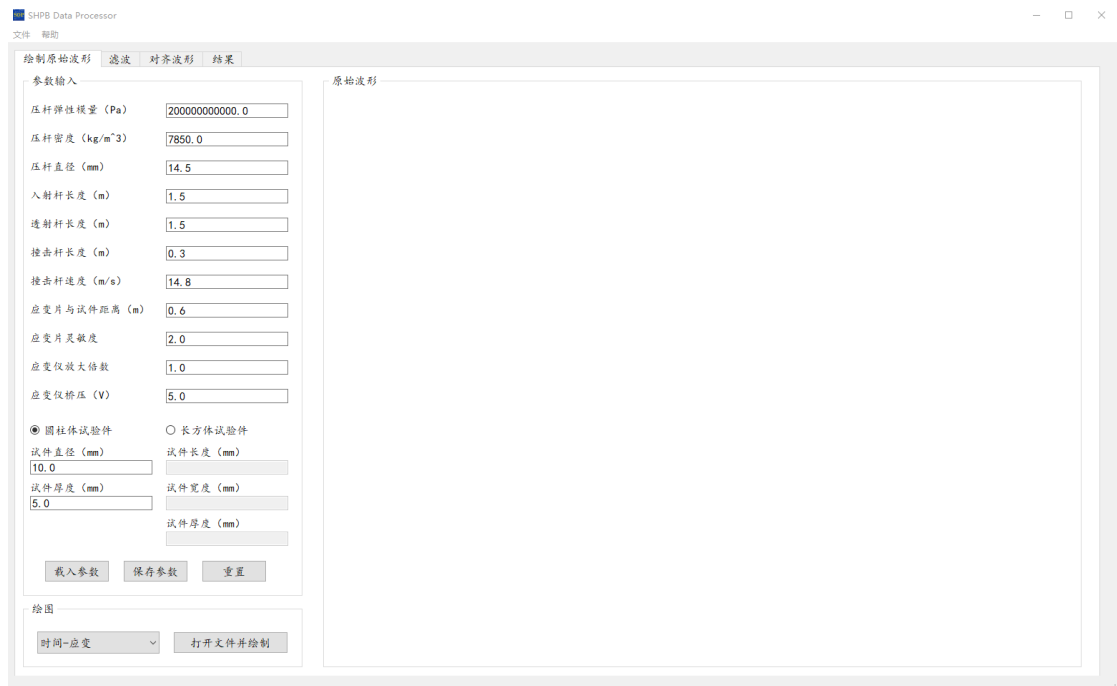 SHPB Data Processor
文件 帮助
绘制原始波形 滤波 对齐波形 结果
参数输入
原始波形
压杆弹性模量 (Pa) 200000000000.0
压杆密度 (kg/m^3) 7850.0
压杆直径 (mm) 14.5
入射杆长度 (m) 1.5
透射杆长度 (m) 1.5
撞击杆长度 (m) 0.3
撞击杆速度 (m/s) 14.8
应变片与试件距离 (m) 0.6
应变片灵敏度 2.0
应变仪放大倍数 1.0
应变仪桥压 (V) 5.0
圆柱体试验件 长方体试验件
试件直径 (mm) 试件长度 (mm)
10.0
试件厚度 (mm) 试件宽度 (mm)
5.0
试件厚度 (mm)
载入参数 保存参数 重置
绘图
时间-应变 打开文件并绘制